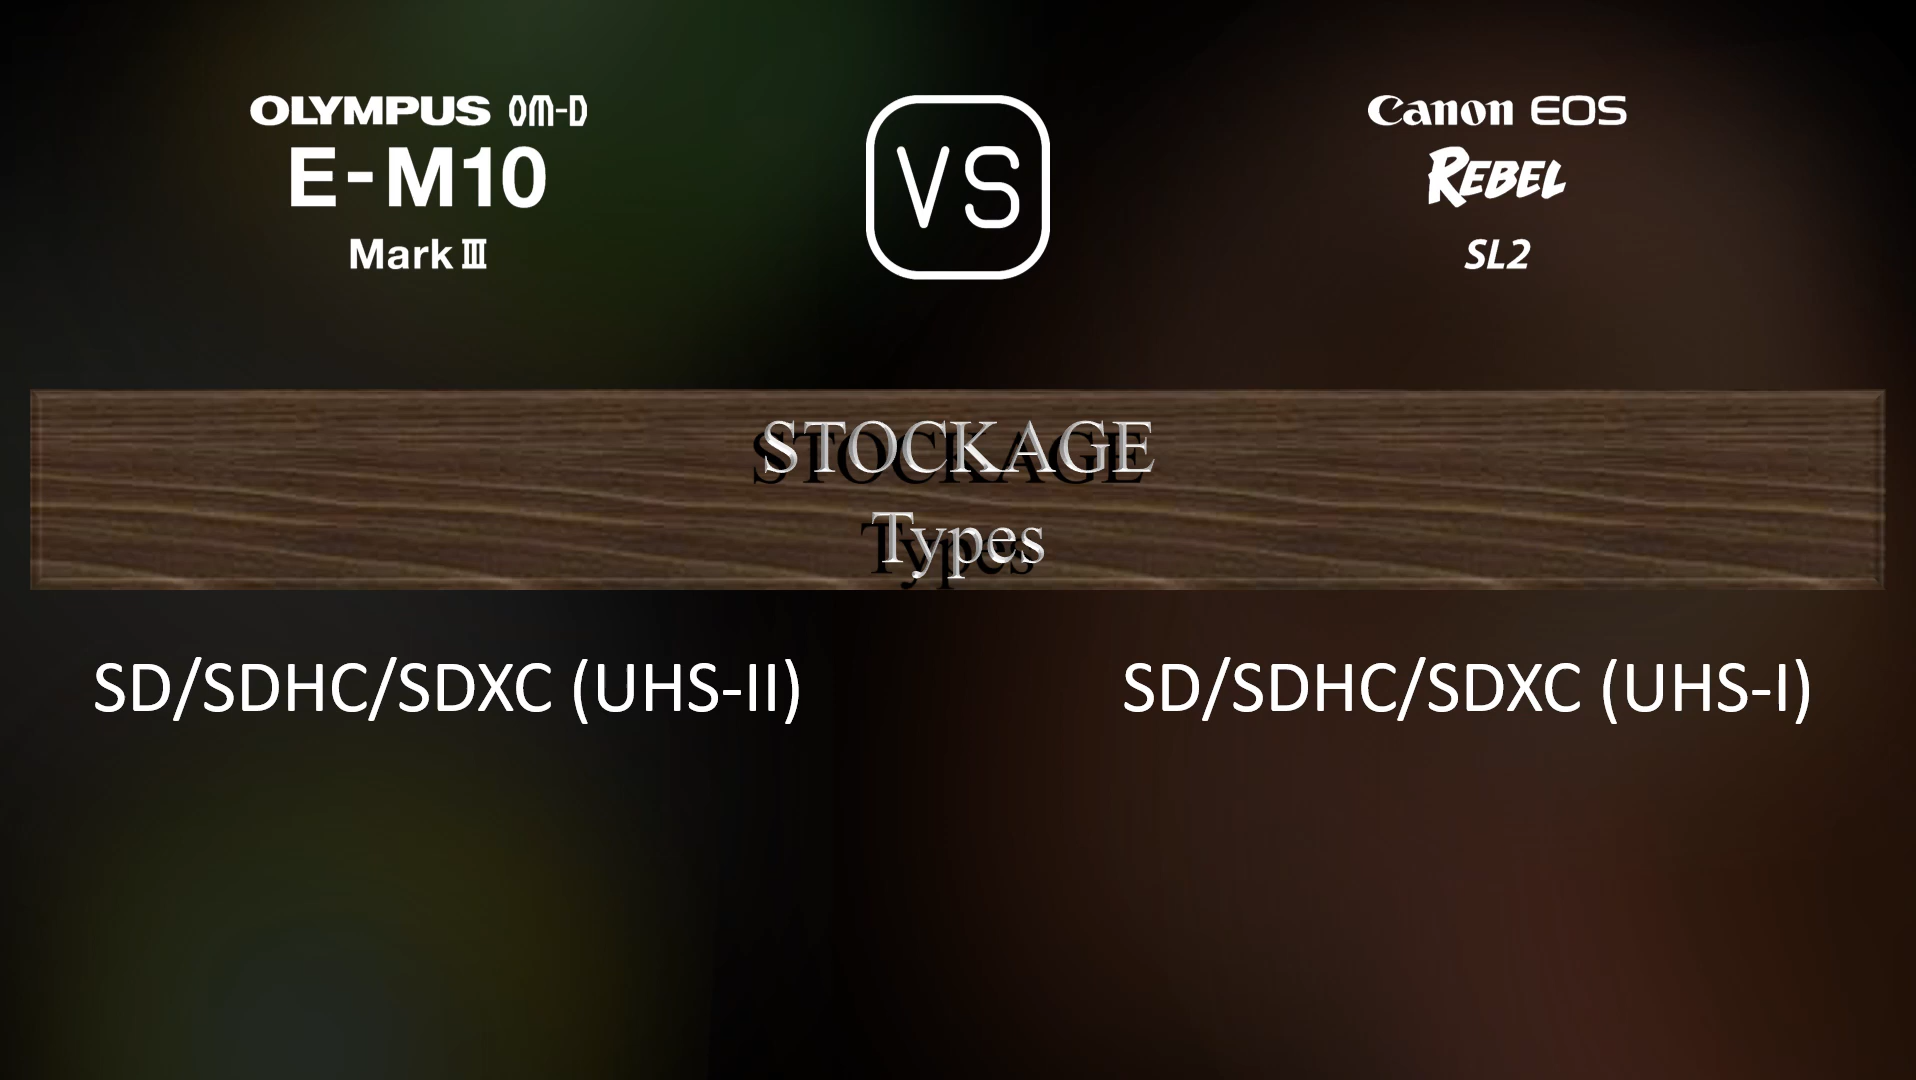 OLYMPUS OM-D
E-M10
Mark III
VS
Canon EOS
REBEL
SL2
STOCKAGE
Types
SD/SDHC/SDXC (UHS-II)
SD/SDHC/SDXC (UHS-I)